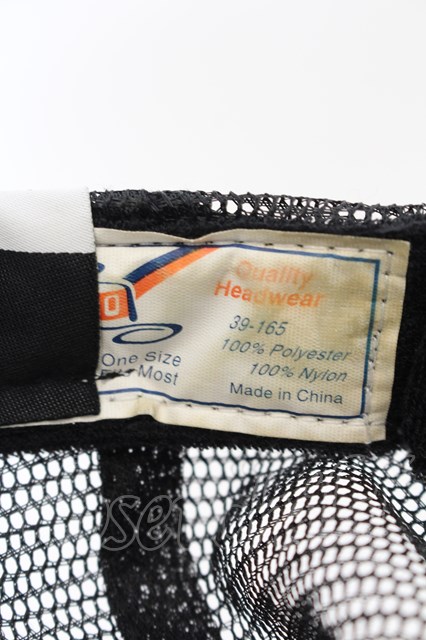 Quality
Headwear
39-165
100% Polyester
100% Nylon
Made in China
One Size
Most